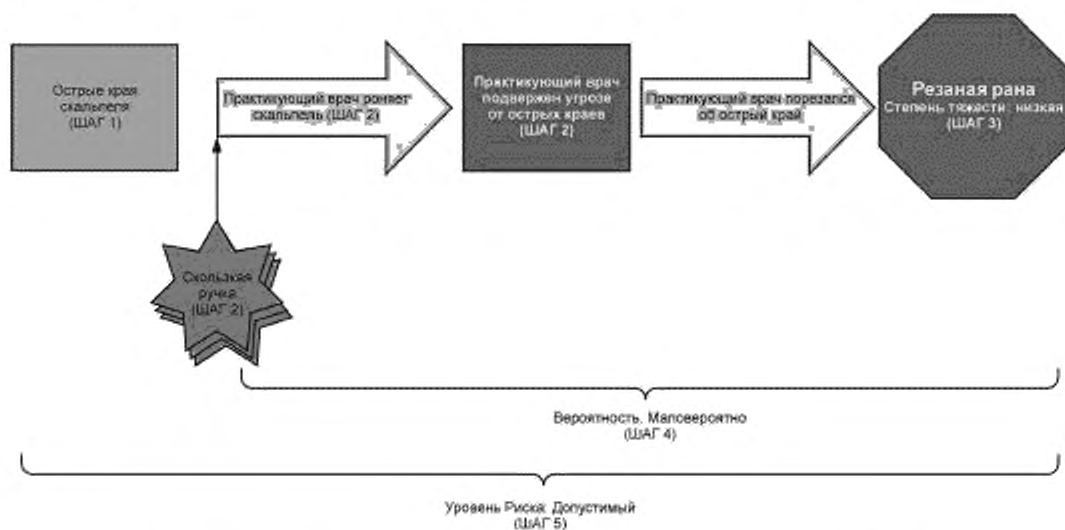 Острые края
скальпеля
(ШАГ 1)
Практикующий врач роняет
скальпель (ШАГ 2)
Практикующий врач
подвержен угрозе
от острых краев
(ШАГ 2)
Практикующий врач порезался
об острый край
Резаная рана
Степень тяжести: низкая
(ШАГ 3)
Скользкая
ручка
(ШАГ 2)
Вероятность. Маловероятно
(ШАГ 4)
Уровень Риска: Допустимый
(ШАГ 5)